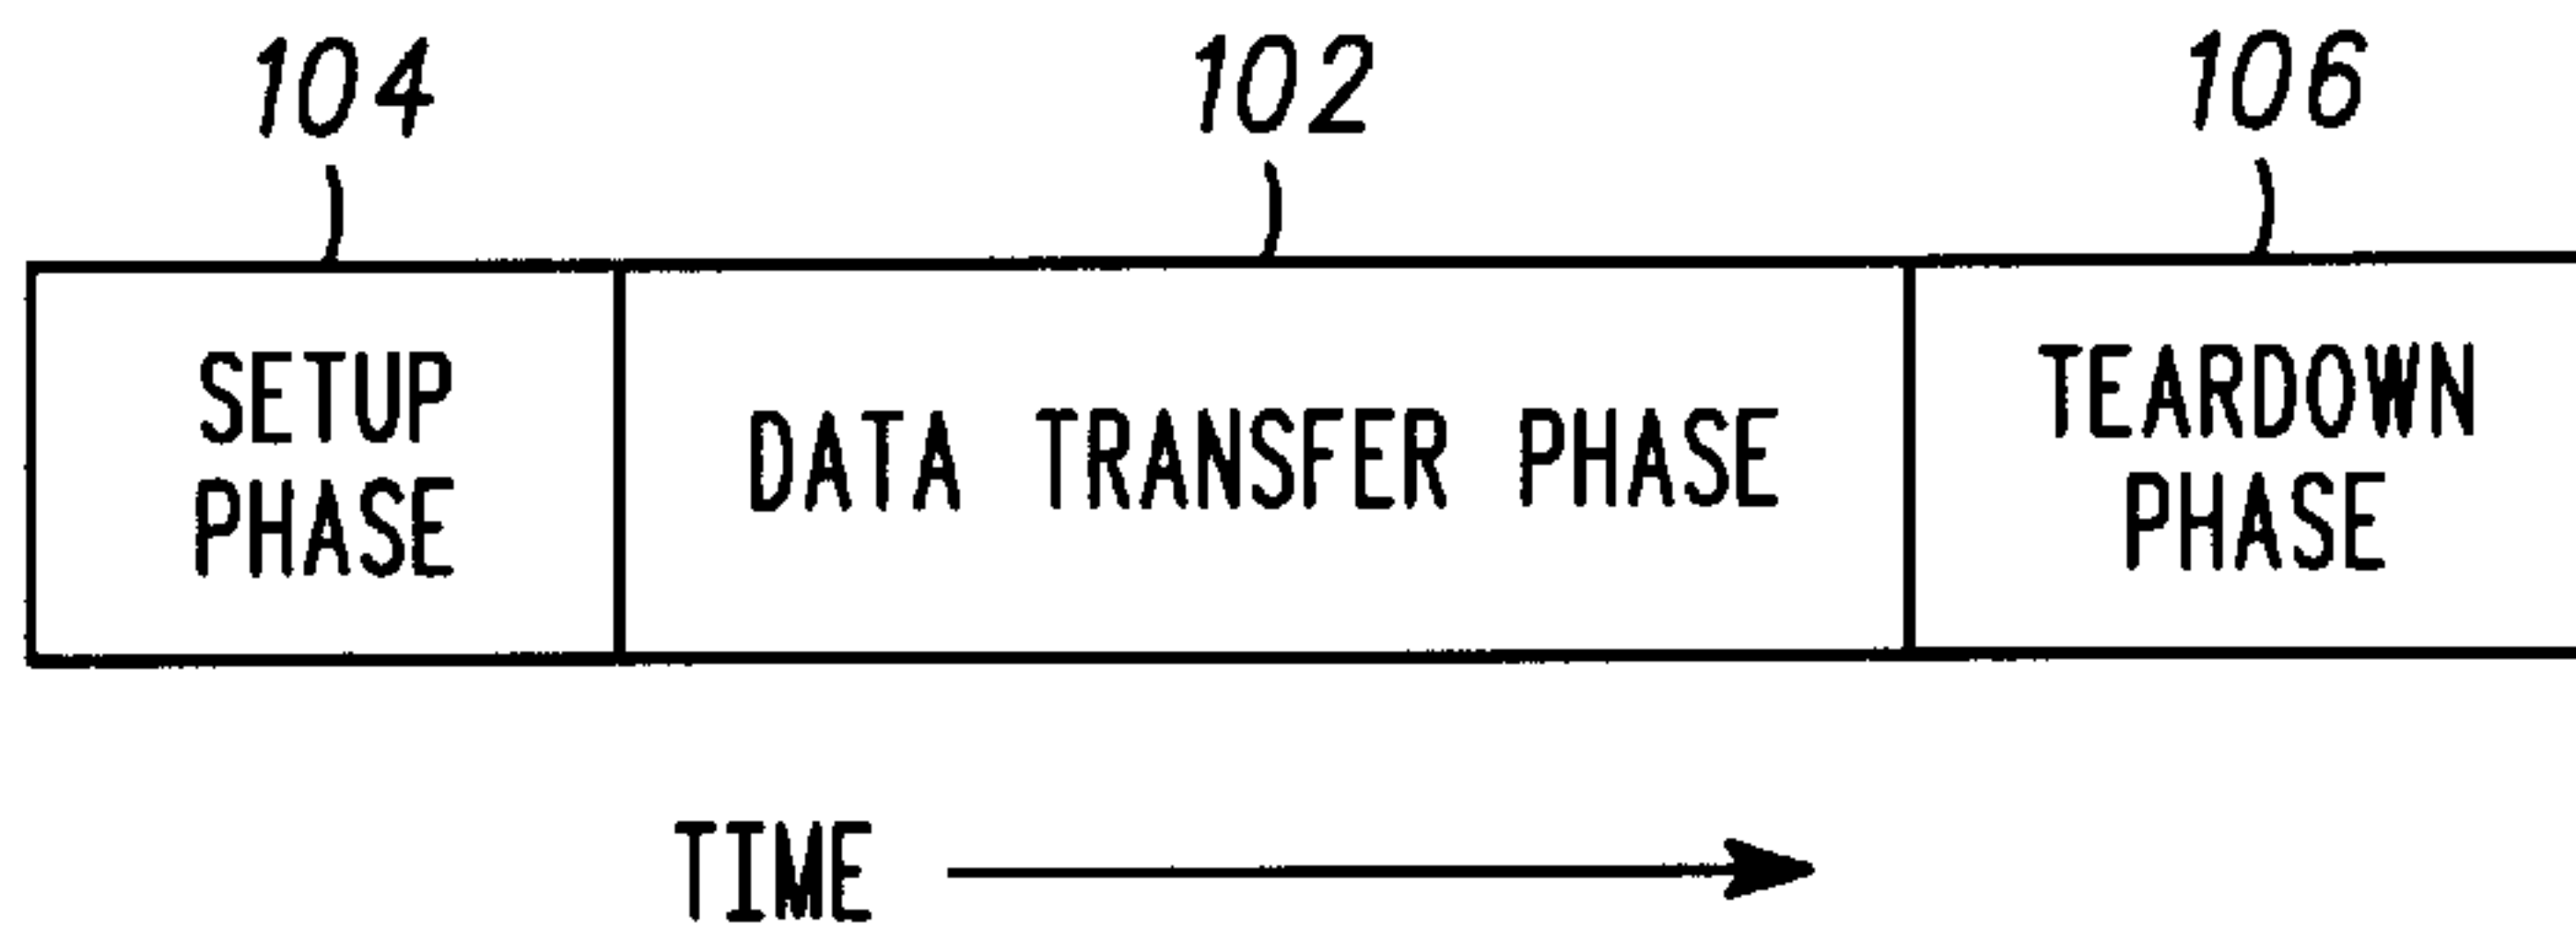 104 102 106
SETUP
PHASE
DATA TRANSFER PHASE
TEARDOWN
PHASE
TIME